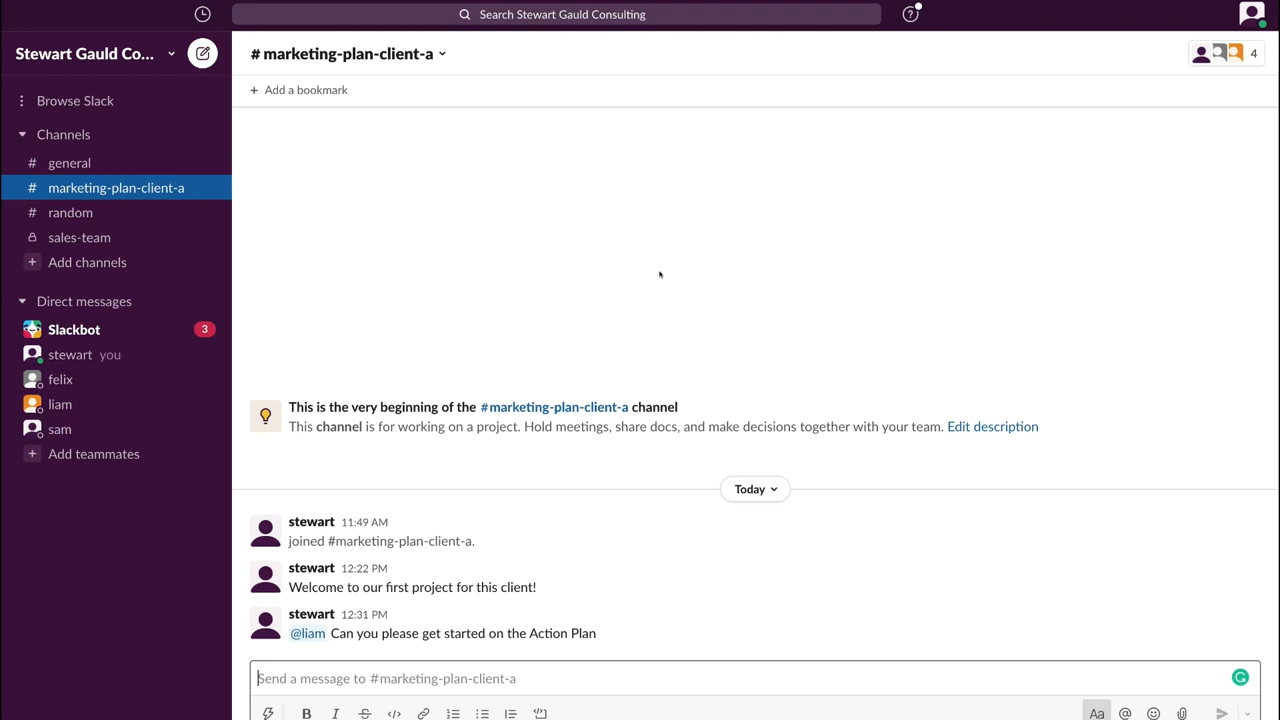 Search Stewart Gauld Consulting
Stewart Gauld Co...
Browse Slack
Channels
# general
# marketing-plan-client-a
# random
sales-team
+ Add channels
Direct messages
Slackbot 3
stewart you
felix
liam
sam
+ Add teammates
# marketing-plan-client-a
4
+ Add a bookmark
This is the very beginning of the #marketing-plan-client-a channel
This channel is for working on a project. Hold meetings, share docs, and make decisions together with your team. Edit description
Today
stewart 11:49 AM
joined #marketing-plan-client-a.
stewart 12:22 PM
Welcome to our first project for this client!
stewart 12:31 PM
@liam Can you please get started on the Action Plan
Send a message to #marketing-plan-client-a
B I S Aa @